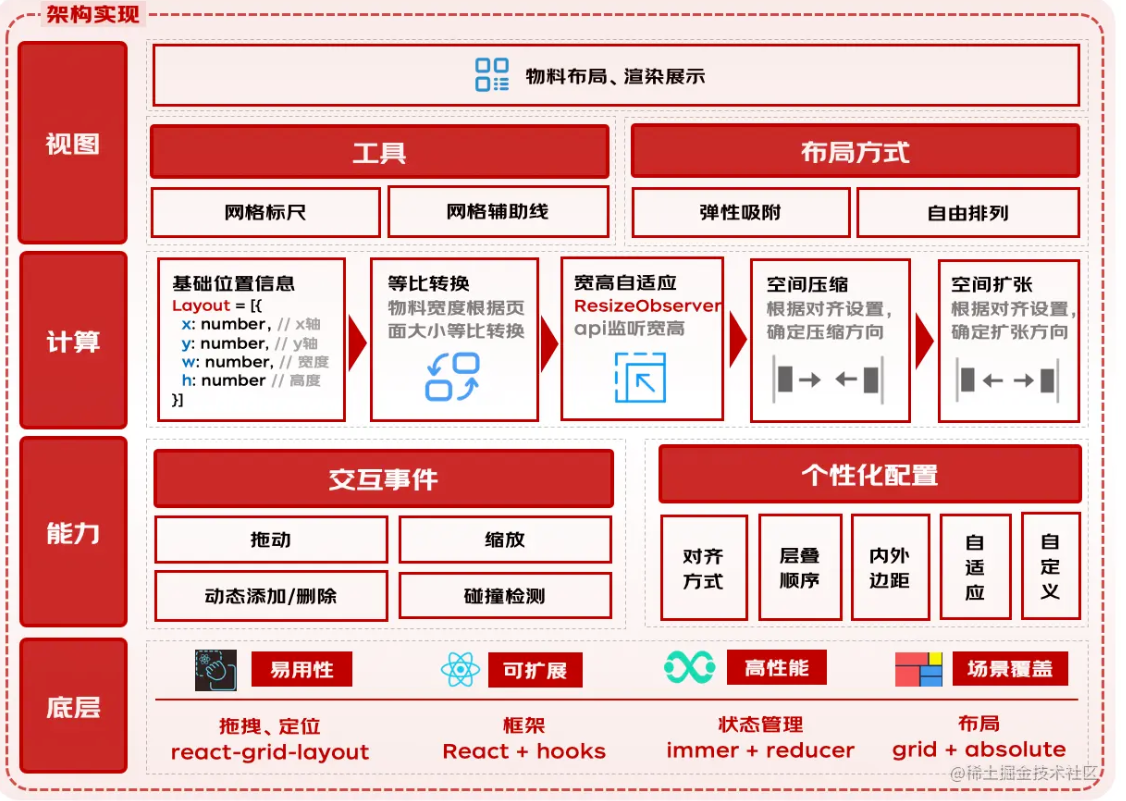 架构实现
视图
物料布局、渲染展示
工具
布局方式
网格标尺
网格辅助线
弹性吸附
自由排列
计算
基础位置信息
Layout = [{
x: number, // x轴
y: number, // y轴
w: number, // 宽度
h: number // 高度
}]
等比转换
物料宽度根据页
面大小等比转换
宽高自适应
ResizeObserver
api监听宽高
空间压缩
根据对齐设置，
确定压缩方向
空间扩张
根据对齐设置，
确定扩张方向
能力
交互事件
拖动
缩放
动态添加/删除
碰撞检测
个性化配置
对齐
方式
层叠
顺序
内外
边距
自
适
应
自
定
义
底层
易用性
可扩展
高性能
场景覆盖
拖拽、定位
react-grid-layout
框架
React + hooks
状态管理
immer + reducer
布局
grid + absolute
@稀土掘金技术社区